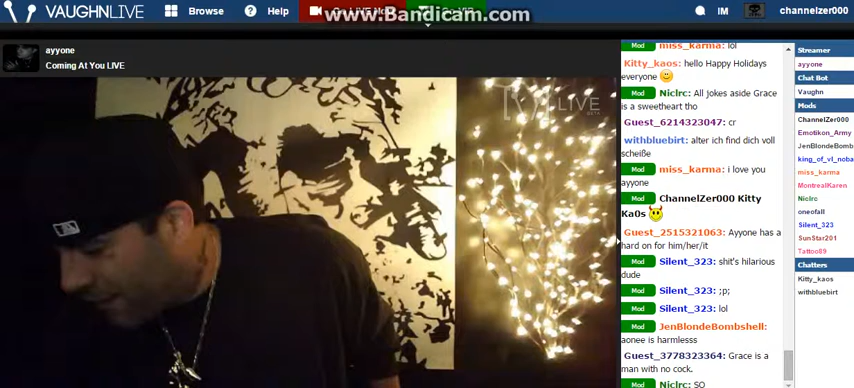 VAUGHNLIVE
Browse
Help
www.Bandicam.com
IM
channelzer000
ayyone
Coming At You LIVE
LIVE
miss_karma: lol
Kitty_kaos: hello Happy Holidays
everyone
Mod Niclrc: All jokes aside Grace
is a sweetheart tho
Guest_6214323047: cr
withbluebirt: alter ich find dich voll
scheiße
Mod miss_karma: i love you
ayyone
Mod ChannelZer000 Kitty
Ka0s
Guest_2515321063: Ayyone has a
hard on for him/her/it
Mod Silent_323: shit's hilarious
dude
Mod Silent_323: ;p;
Mod Silent_323: lol
Mod JenBlondeBombshell:
aonee is harmlesss
Guest_3778323364: Grace is a
man with no cock.
Mod Niclrc: SO
Streamer
ayyone
Chat Bot
Vaughn
Mods
ChannelZer000
Emotikon_Army
JenBlondeBomb
king_of_vl_noba
miss_karma
MontrealKaren
Niclrc
onecfall
Silent_323
SunStar201
Tattoo89
Chatters
Kitty_kaos
withbluebirt